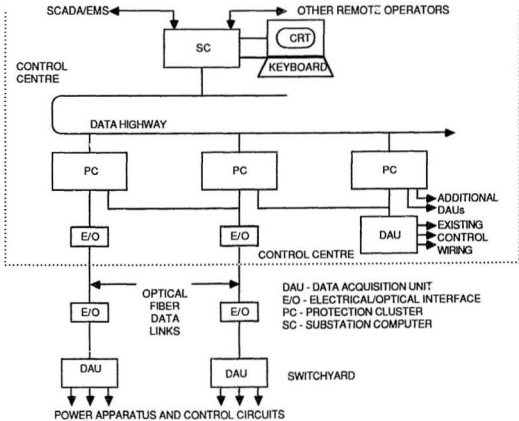 SCADA/EMS
OTHER REMOTE OPERATORS
SC
CRT
KEYBOARD
CONTROL
CENTRE
DATA HIGHWAY
PC
PC
PC
ADDITIONAL
DAUs
DAU
EXISTING
CONTROL
WIRING
E/O
E/O
CONTROL CENTRE
OPTICAL
FIBER
DATA
LINKS
DAU - DATA ACQUISITION UNIT
E/O - ELECTRICAL/OPTICAL INTERFACE
PC - PROTECTION CLUSTER
SC - SUBSTATION COMPUTER
E/O
E/O
DAU
DAU
SWITCHYARD
POWER APPARATUS AND CONTROL CIRCUITS